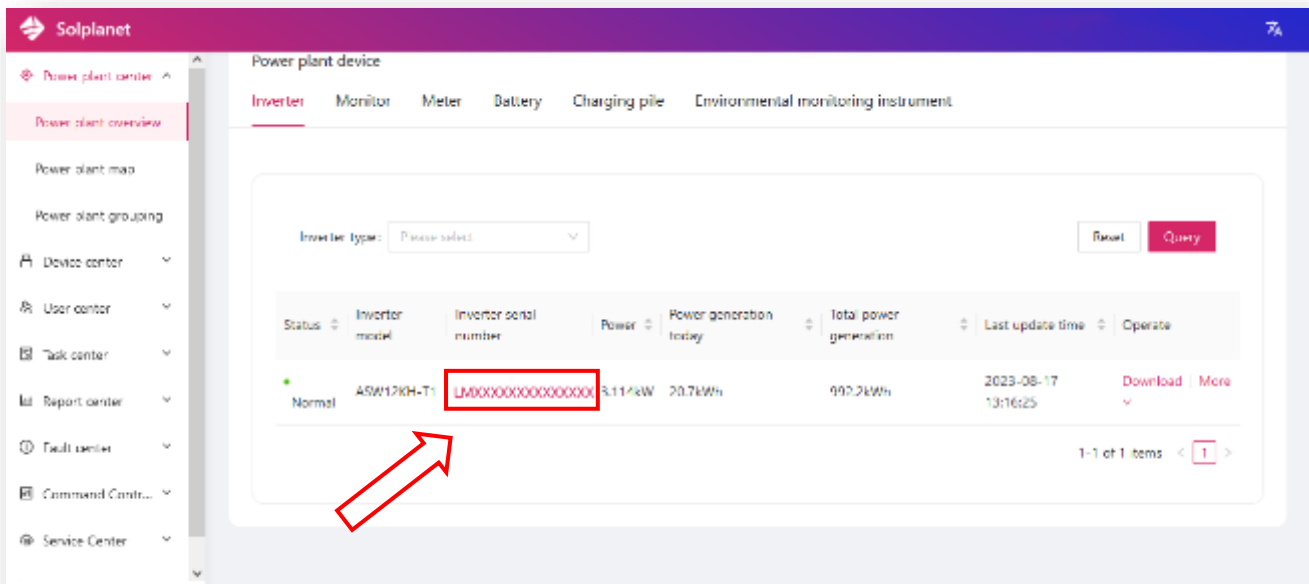 Solplanet
Power plant center
Power plant overview
Power plant map
Power plant grouping
Device center
User center
Task center
Report center
Fault center
Command Contr...
Service Center
Power plant device
Inverter Monitor Meter Battery Charging pile Environmental monitoring instrument
Inverter type: Please select
Reset Query
Status Inverter model Inverter serial number Power Power generation today Total power generation Last update time Operate
Normal ASW12KH-T1 LMXXXXXXXXXXXXXX 3.114kW 20.7kWh 992.2kWh 2023-08-17 13:16:25 Download More
1-1 of 1 items < 1 >